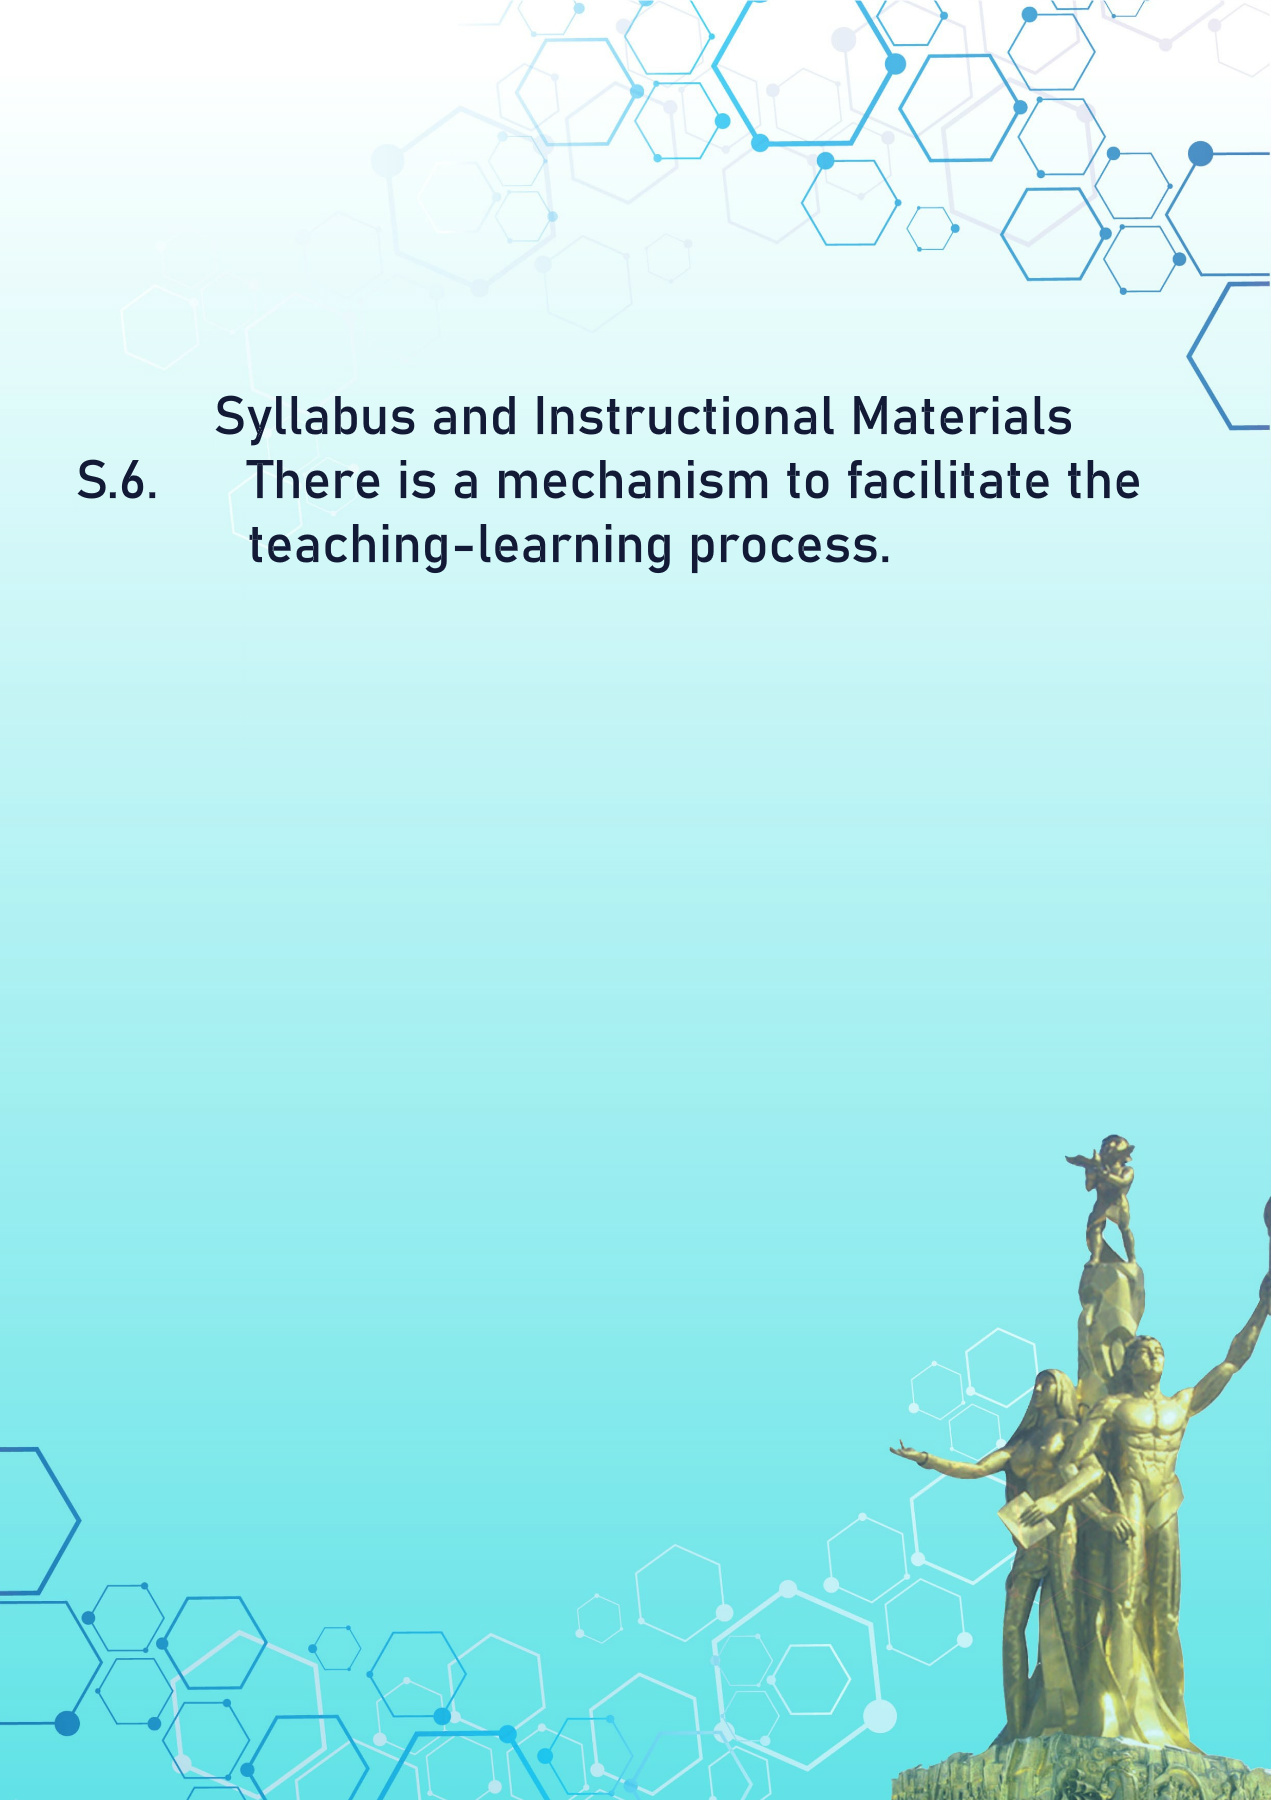 Syllabus and Instructional Materials
S.6. There is a mechanism to facilitate the
teaching-learning process.